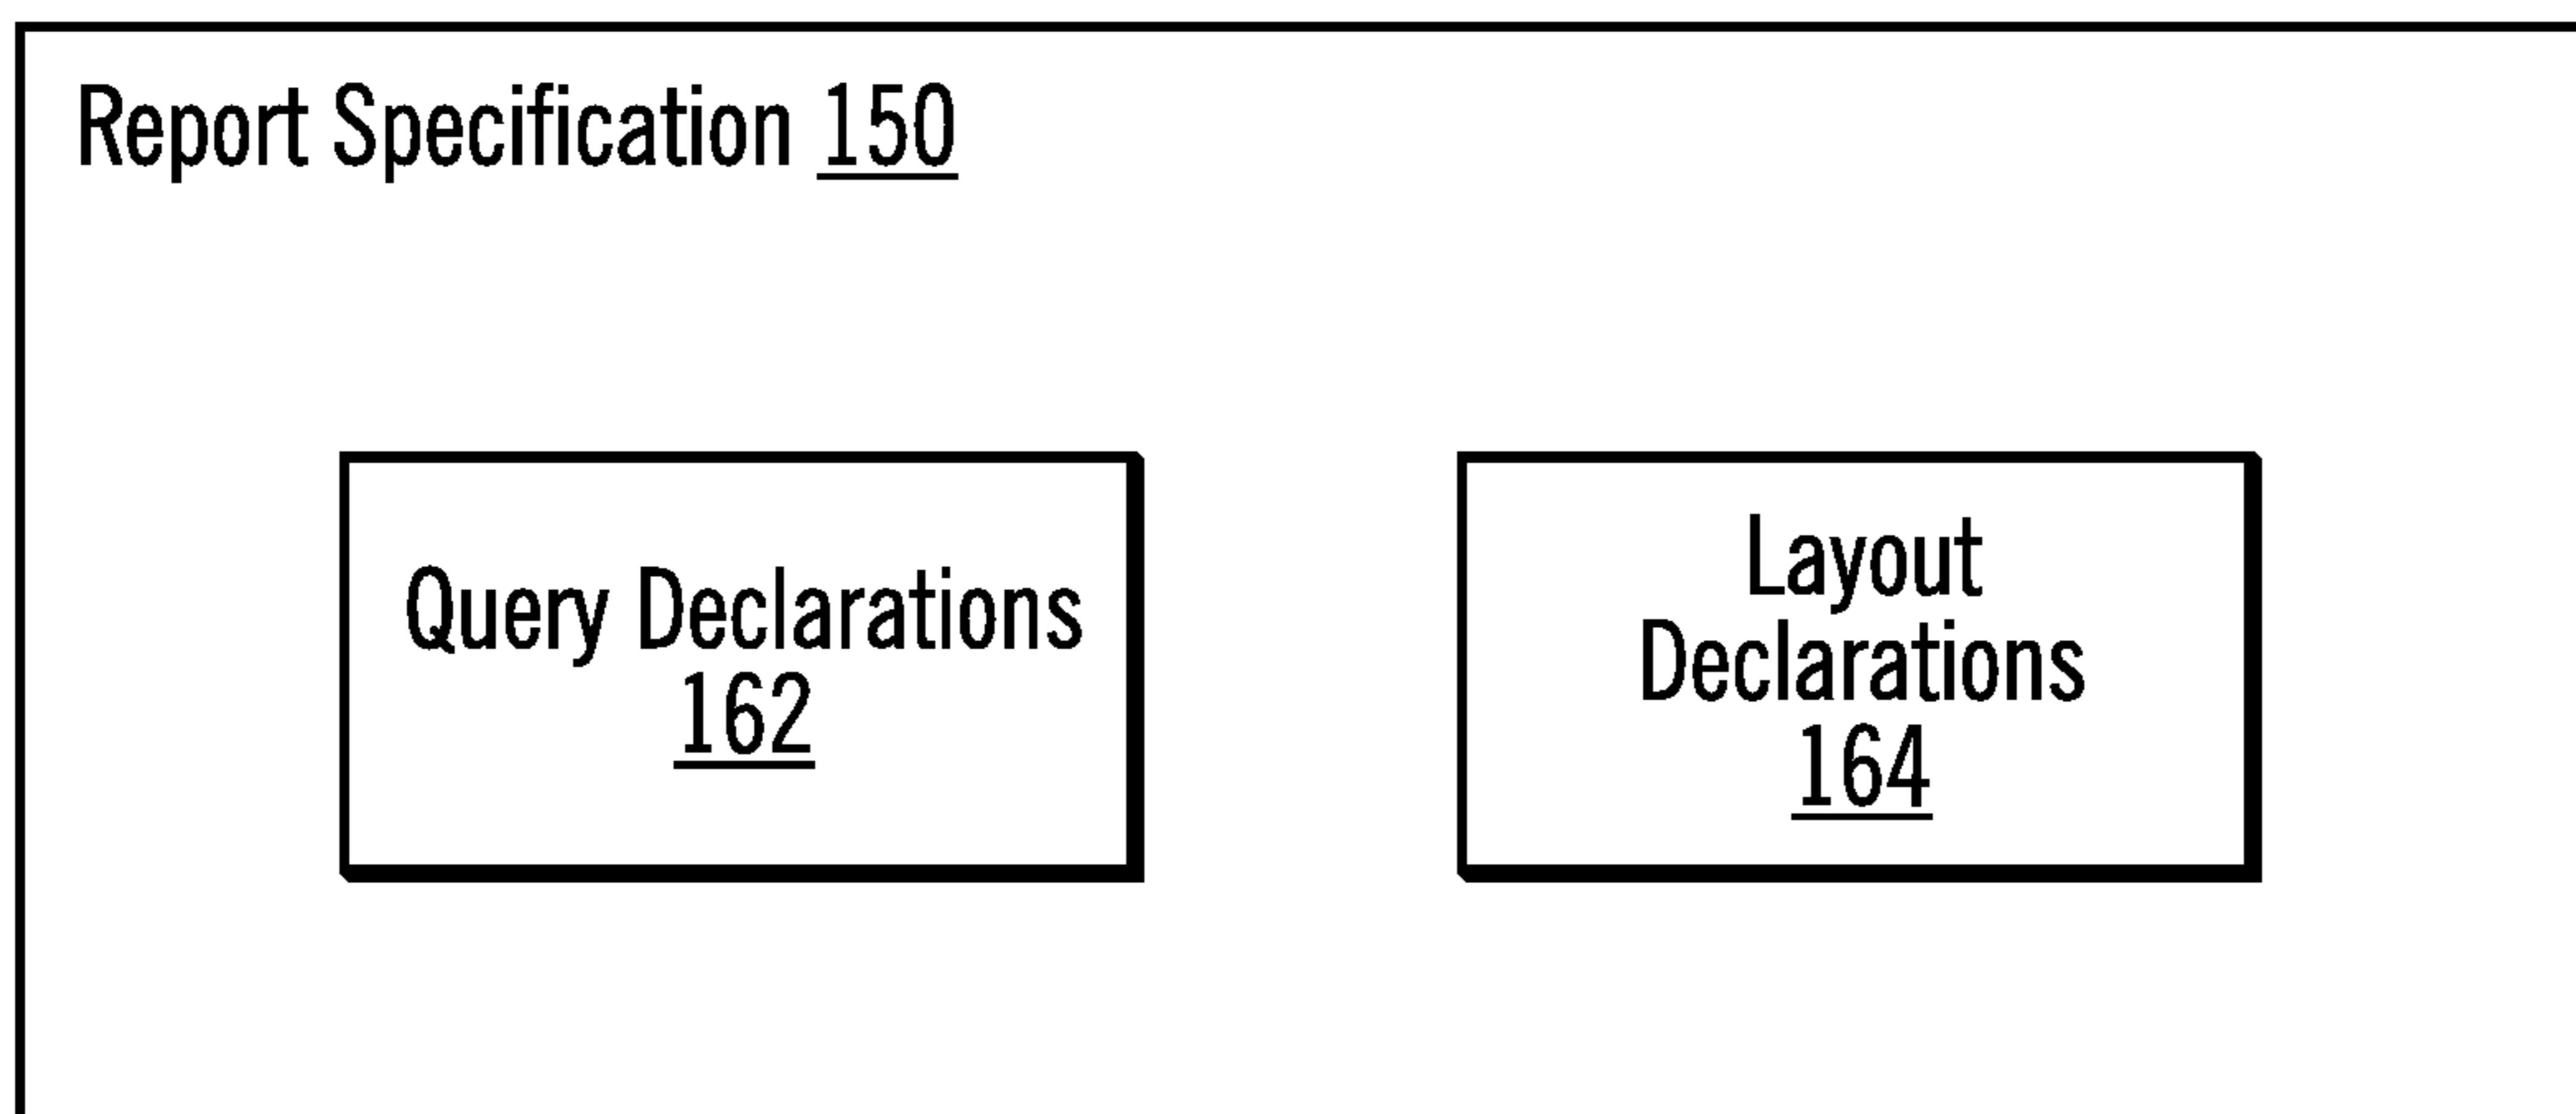 Report Specification 150
Query Declarations
162
Layout
Declarations
164